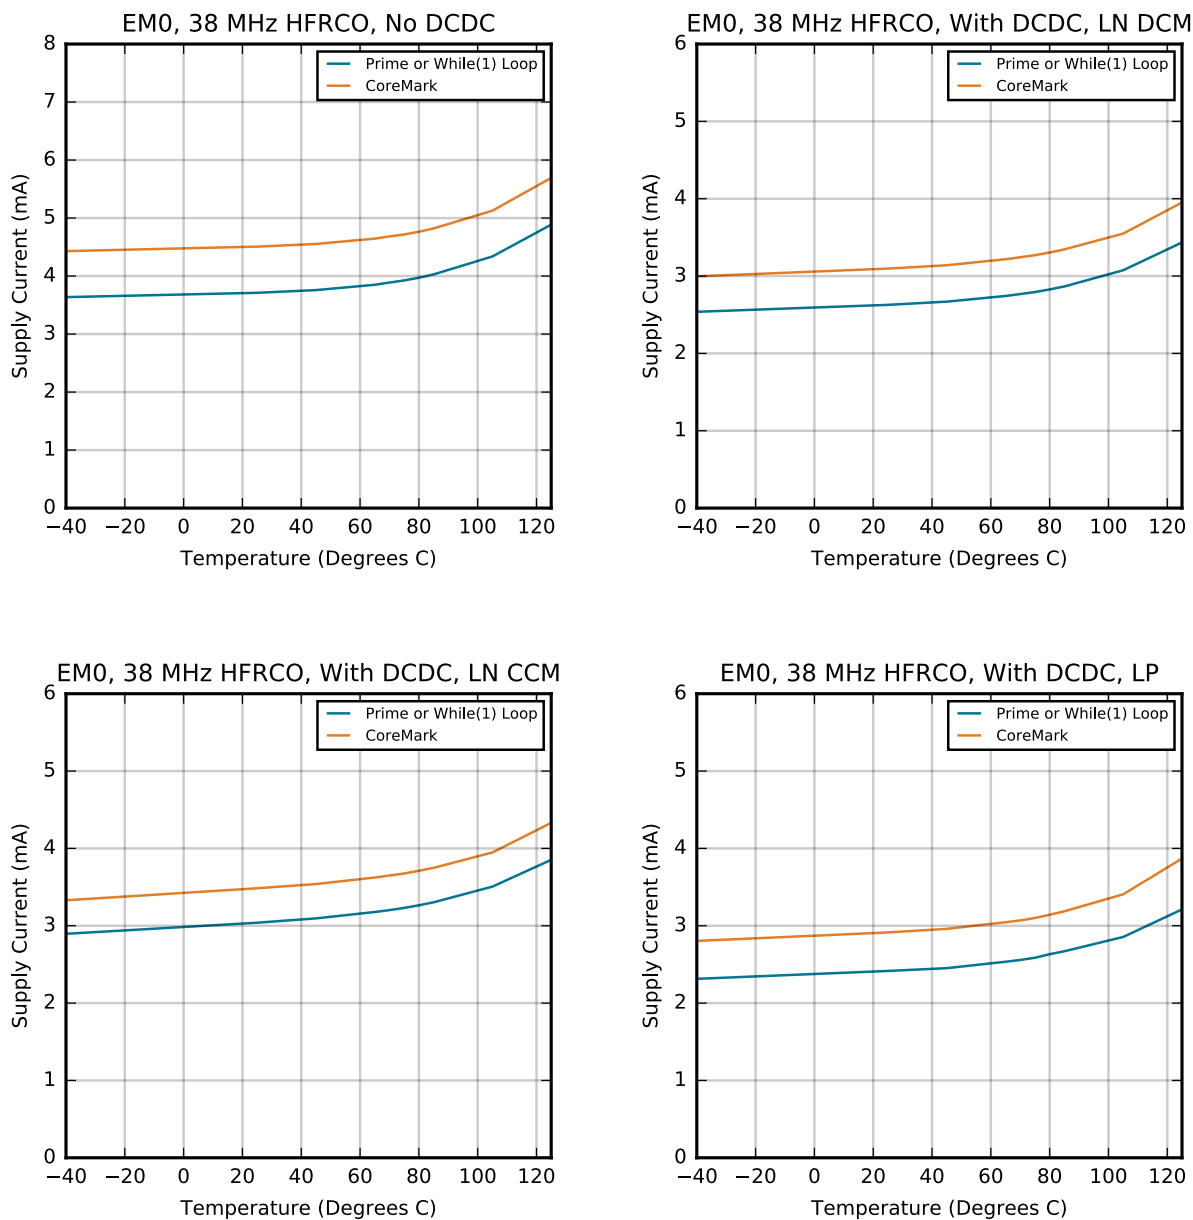 EM0, 38 MHz HFRCO, No DCDC
8
7
6
5
4
3
2
1
0
Supply Current (mA)
Prime or While(1) Loop
CoreMark
−40 −20 0 20 40 60 80 100 120
Temperature (Degrees C)
EM0, 38 MHz HFRCO, With DCDC, LN DCM
6
5
4
3
2
1
0
Supply Current (mA)
Prime or While(1) Loop
CoreMark
−40 −20 0 20 40 60 80 100 120
Temperature (Degrees C)
EM0, 38 MHz HFRCO, With DCDC, LN CCM
6
5
4
3
2
1
0
Supply Current (mA)
Prime or While(1) Loop
CoreMark
−40 −20 0 20 40 60 80 100 120
Temperature (Degrees C)
EM0, 38 MHz HFRCO, With DCDC, LP
6
5
4
3
2
1
0
Supply Current (mA)
Prime or While(1) Loop
CoreMark
−40 −20 0 20 40 60 80 100 120
Temperature (Degrees C)